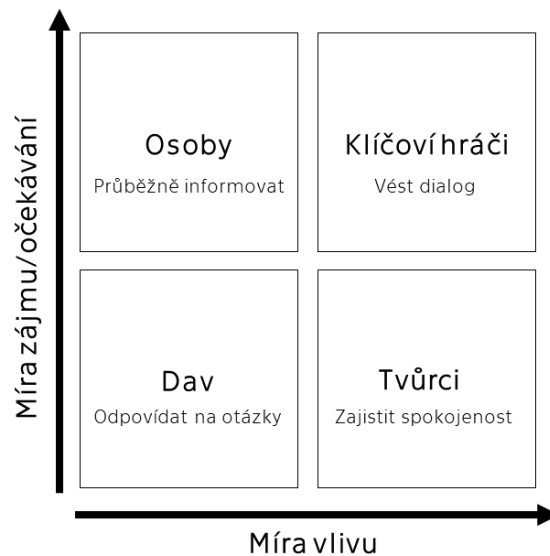 Míra zájmu/očekávání
Osoby
Průběžně informovat
Klíčoví hráči
Vést dialog
Dav
Odpovídat na otázky
Tvůrci
Zajistit spokojenost
Míra vlivu